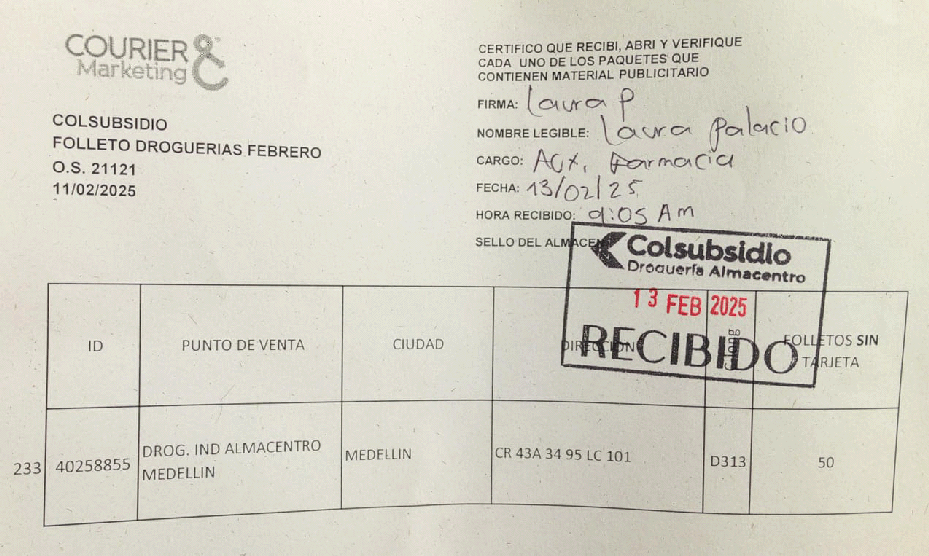 COURIER &
Marketing
COLSUBSIDIO
FOLLETO DROGUERIAS FEBRERO
O.S. 21121
11/02/2025
CERTIFICO QUE RECIBI, ABRI Y VERIFIQUE
CADA UNO DE LOS PAQUETES QUE
CONTIENEN MATERIAL PUBLICITARIO
FIRMA: Laura P
NOMBRE LEGIBLE: Laura Palacio
CARGO: Aux. Farmacia
FECHA: 13/02/25
HORA RECIBIDO: 9:05 Am
SELLO DEL ALMACEN
Colsubsidio
Droguería Almacentro
13 FEB 2025
RECIBIDO
ID PUNTO DE VENTA CIUDAD DIRECCION FOLLETOS SIN
TARJETA
233 40258855 DROG. IND ALMACENTRO
MEDELLIN MEDELLIN CR 43A 34 95 LC 101 D313 50